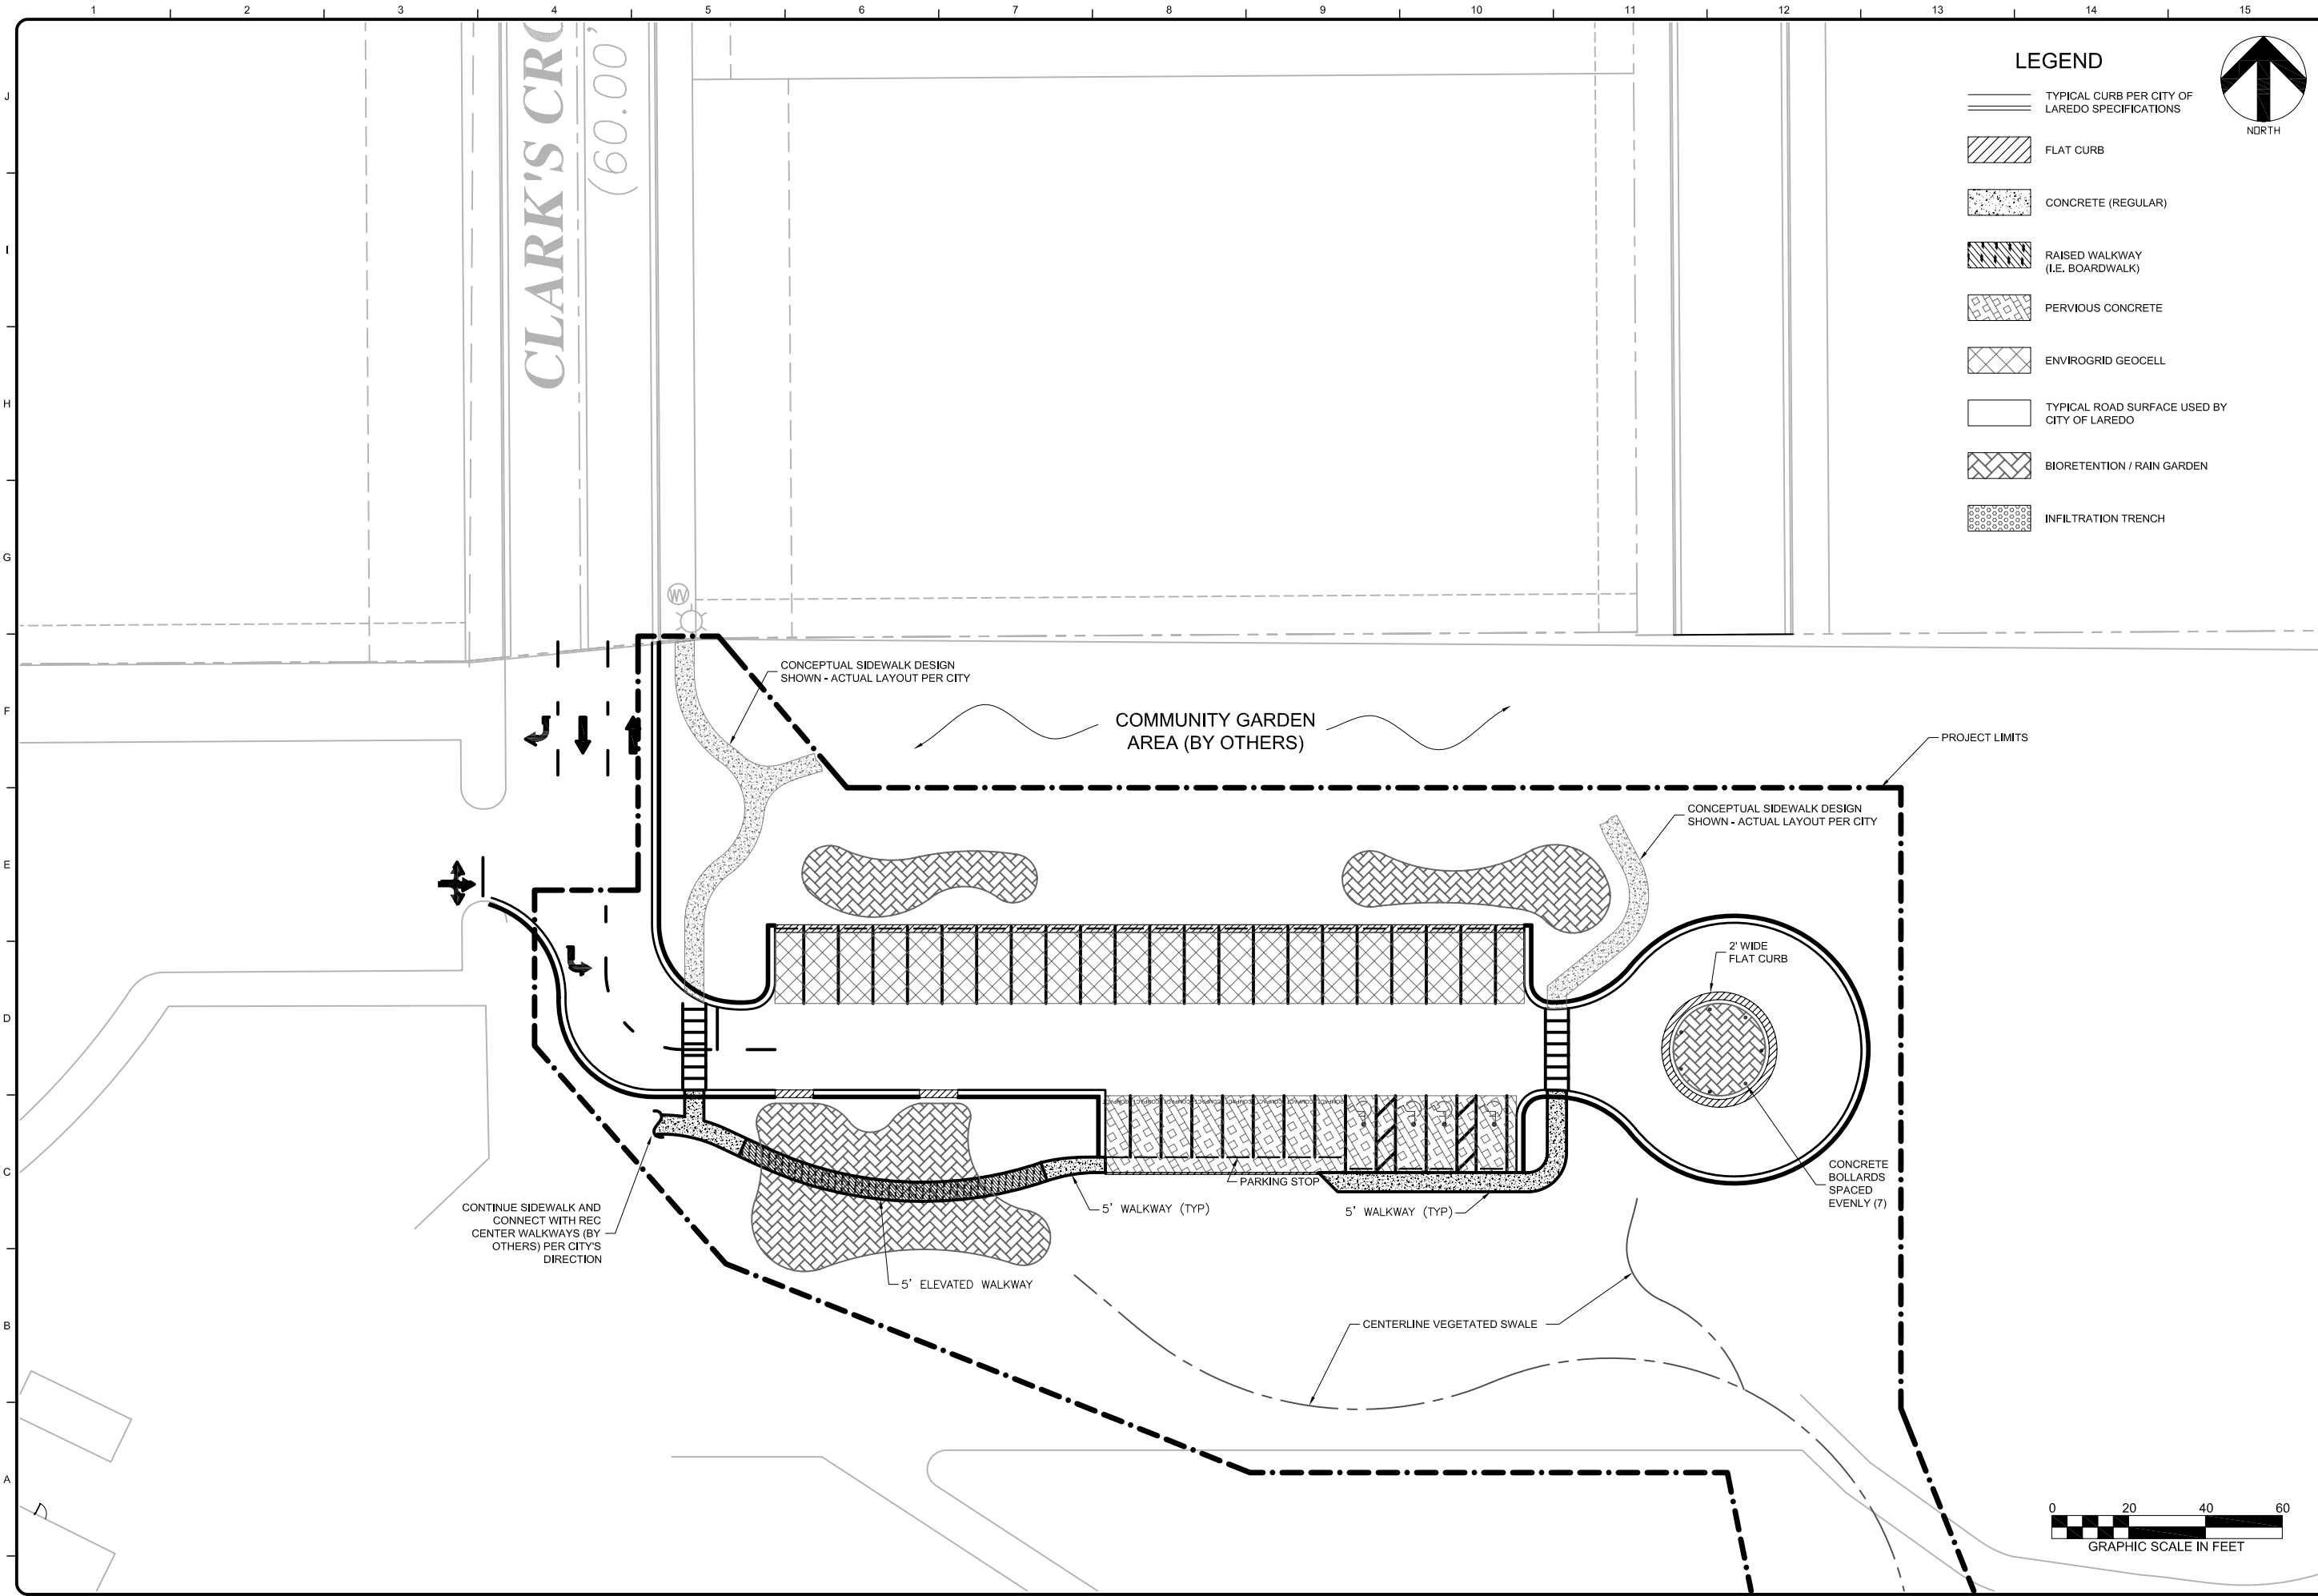 1 2 3 4 5 6 7 8 9 10 11 12 13 14 15
J
I
H
G
F
E
D
C
B
A
CLARK'S
(60.00'
LEGEND
NORTH
TYPICAL CURB PER CITY OF
LAREDO SPECIFICATIONS
FLAT CURB
CONCRETE (REGULAR)
RAISED WALKWAY
(I.E. BOARDWALK)
PERVIOUS CONCRETE
ENVIROGRID GEOCELL
TYPICAL ROAD SURFACE USED BY
CITY OF LAREDO
BIORETENTION / RAIN GARDEN
INFILTRATION TRENCH
WV
CONCEPTUAL SIDEWALK DESIGN
SHOWN - ACTUAL LAYOUT PER CITY
COMMUNITY GARDEN
AREA (BY OTHERS)
PROJECT LIMITS
CONCEPTUAL SIDEWALK DESIGN
SHOWN - ACTUAL LAYOUT PER CITY
2' WIDE
FLAT CURB
CONCRETE
BOLLARDS
SPACED
EVENLY (7)
PARKING STOP
5' WALKWAY (TYP)
5' WALKWAY (TYP)
CONTINUE SIDEWALK AND
CONNECT WITH REC
CENTER WALKWAYS (BY
OTHERS) PER CITY'S
DIRECTION
5' ELEVATED WALKWAY
CENTERLINE VEGETATED SWALE
0 20 40 60
GRAPHIC SCALE IN FEET